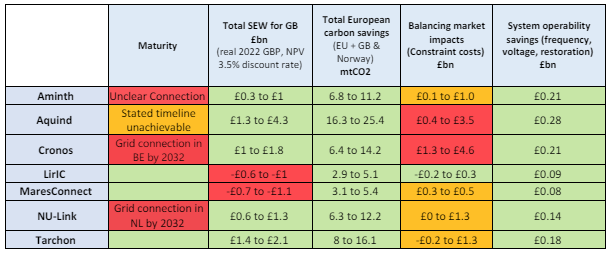 Maturity
Total SEW for GB
£bn
(real 2022 GBP, NPV
3.5% discount rate)
Total European
carbon savings
(EU + GB &
Norway)
mtCO2
Balancing market
impacts
(Constraint costs)
£bn
System operability
savings (frequency,
voltage, restoration)
£bn
Aminth
Unclear Connection
£0.3 to £1
6.8 to 11.2
£0.1 to £1.0
£0.21
Aquind
Stated timeline
unachievable
£1.3 to £4.3
16.3 to 25.4
£0.4 to £3.5
£0.28
Cronos
Grid connection in
BE by 2032
£1 to £1.8
6.4 to 14.2
£1.3 to £4.6
£0.21
LirIC
-£0.6 to -£1
2.9 to 5.1
-£0.2 to £0.3
£0.09
MaresConnect
-£0.7 to -£1.1
3.1 to 5.4
£0.3 to £0.5
£0.08
NU-Link
Grid connection in
NL by 2032
£0.6 to £1.3
6.3 to 12.2
£0 to £1.3
£0.14
Tarchon
£1.4 to £2.1
8 to 16.1
-£0.2 to £1.3
£0.18